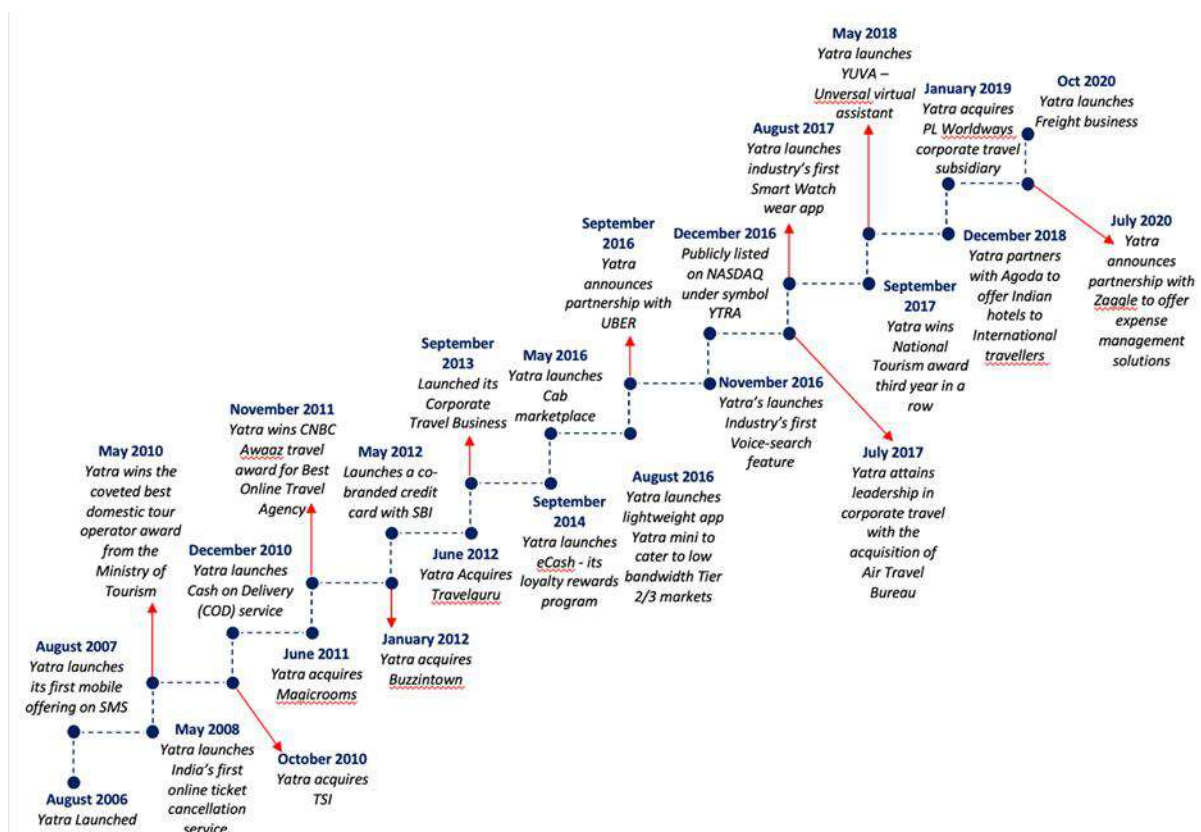 August 2006
Yatra Launched
August 2007
Yatra launches
its first mobile
offering on SMS
May 2008
Yatra launches
India's first
online ticket
cancellation
service
May 2010
Yatra wins the
coveted best
domestic tour
operator award
from the
Ministry of
Tourism
October 2010
Yatra acquires
TSI
December 2010
Yatra launches
Cash on Delivery
(COD) service
June 2011
Yatra acquires
Magicrooms
November 2011
Yatra wins CNBC
Awaaz travel
award for Best
Online Travel
Agency
January 2012
Yatra acquires
Buzzintown
May 2012
Launches a co-
branded credit
card with SBI
June 2012
Yatra Acquires
Travelguru
September
2013
Launched its
Corporate
Travel Business
September
2014
Yatra launches
eCash - its
loyalty rewards
program
May 2016
Yatra launches
Cab
marketplace
August 2016
Yatra launches
lightweight app
Yatra mini to
cater to low
bandwidth Tier
2/3 markets
September
2016
Yatra
announces
partnership with
UBER
November 2016
Yatra's launches
Industry's first
Voice-search
feature
December 2016
Publicly listed
on NASDAQ
under symbol
YTRA
July 2017
Yatra attains
leadership in
corporate travel
with the
acquisition of
Air Travel
Bureau
August 2017
Yatra launches
industry's first
Smart Watch
wear app
September
2017
Yatra wins
National
Tourism award
third year in a
row
May 2018
Yatra launches
YUVA –
Unversal virtual
assistant
December 2018
Yatra partners
with Agoda to
offer Indian
hotels to
International
travellers
January 2019
Yatra acquires
PL Worldways
corporate travel
subsidiary
July 2020
Yatra
announces
partnership with
Zaggle to offer
expense
management
solutions
Oct 2020
Yatra launches
Freight business